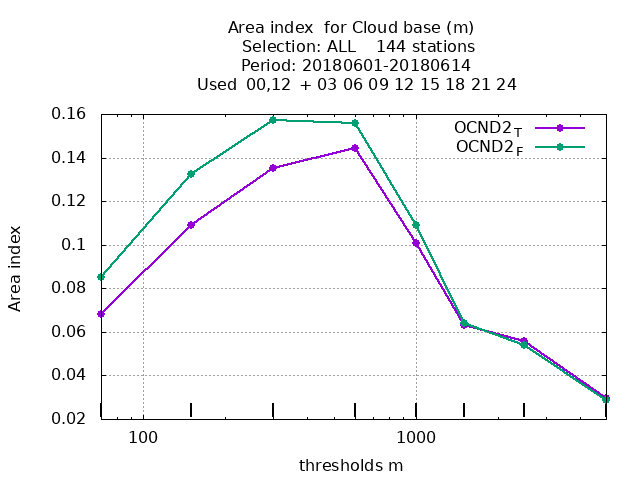 Area index  for Cloud base (m)
Selection: ALL    144 stations
Period: 20180601-20180614
Used  00,12  + 03 06 09 12 15 18 21 24
OCND2T
OCND2F
0.16
0.14
0.12
0.1
0.08
0.06
0.04
0.02
Area index
100
1000
thresholds m